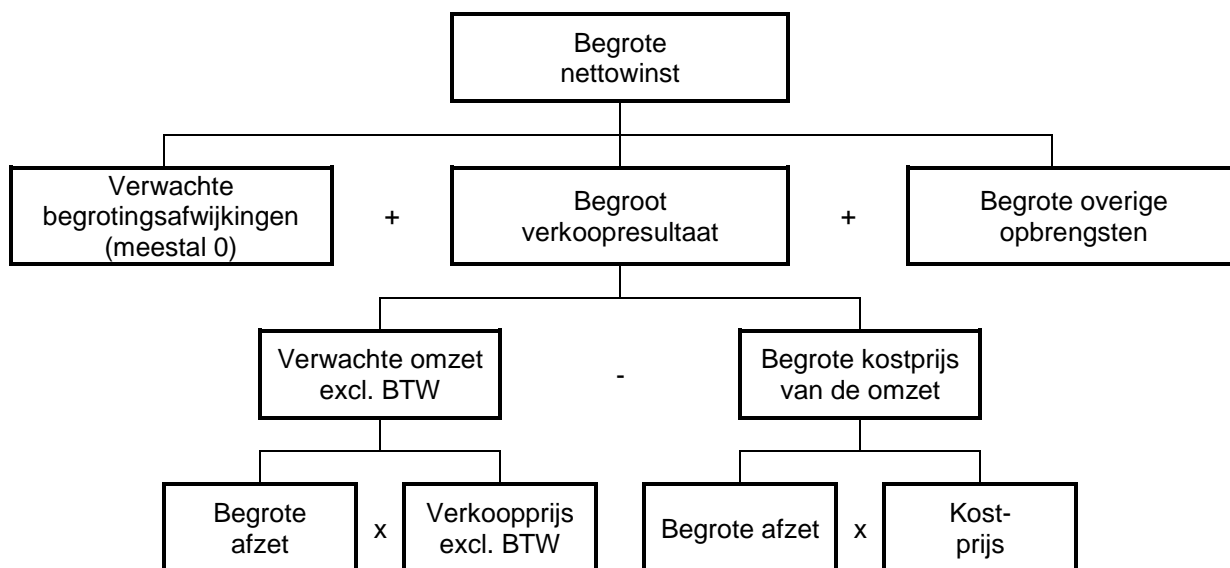 Begrote
nettowinst
Verwachte
begrotingsafwijkingen
(meestal 0)
+
Begroot
verkoopresultaat
+
Begrote overige
opbrengsten
Verwachte omzet
excl. BTW
-
Begrote kostprijs
van de omzet
Begrote
afzet
x
Verkoopprijs
excl. BTW
Begrote afzet
x
Kost-
prijs